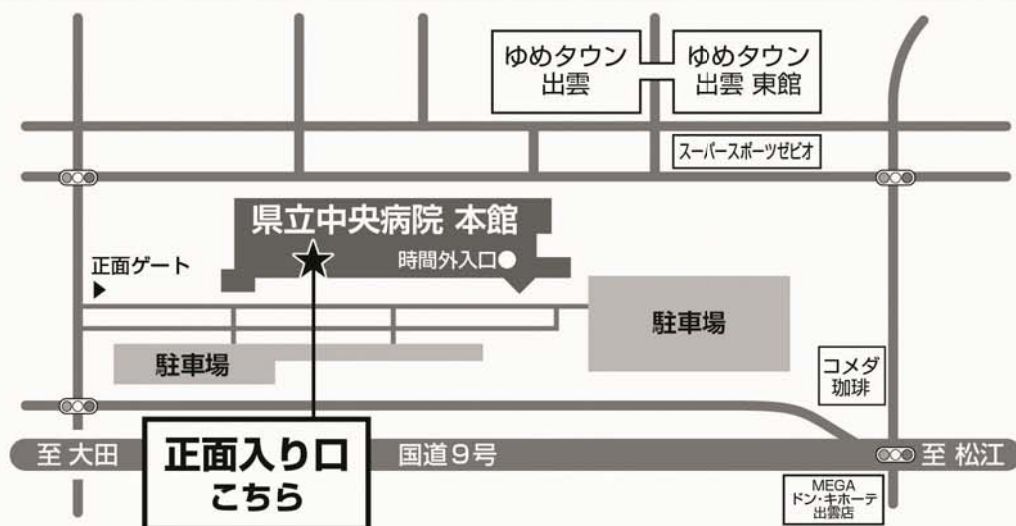 ゆめタウン
出雲
ゆめタウン
出雲 東館
スーパースポーツゼビオ
県立中央病院 本館
時間外入口
正面ゲート
駐車場
駐車場
コメダ
珈琲
至 大田
国道9号
至 松江
正面入り口
こちら
MEGA
ドン・キホーテ
出雲店